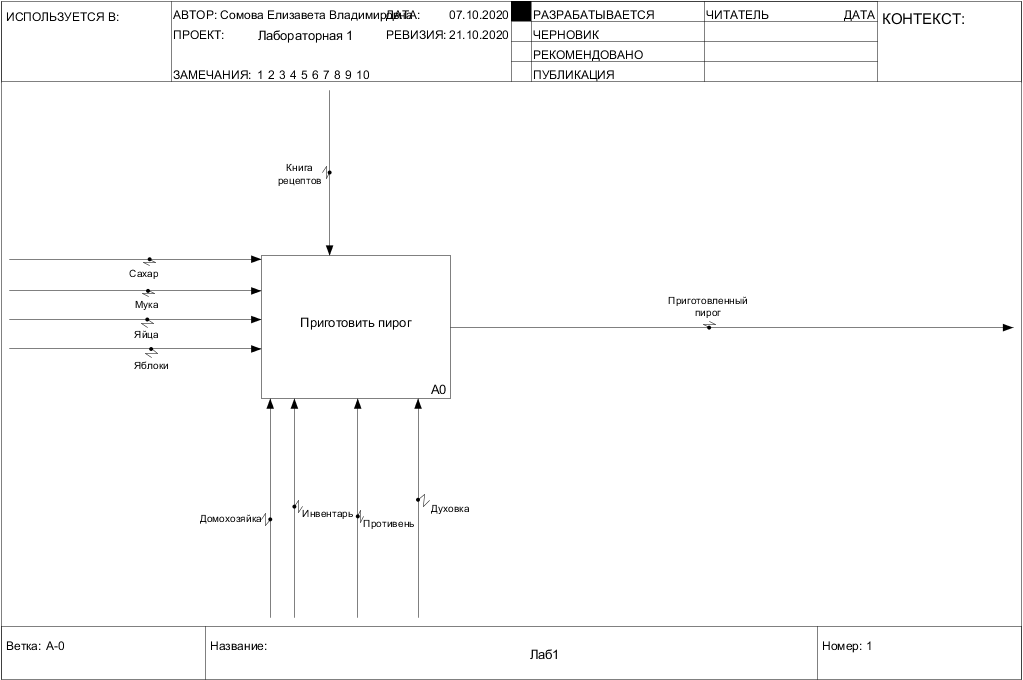 ИСПОЛЬЗУЕТСЯ В:
АВТОР: Сомова Елизавета Владимировна
ДАТА: 07.10.2020
РАЗРАБАТЫВАЕТСЯ
ЧИТАТЕЛЬ ДАТА
КОНТЕКСТ:
ПРОЕКТ: Лабораторная 1
РЕВИЗИЯ: 21.10.2020
ЧЕРНОВИК
РЕКОМЕНДОВАНО
ЗАМЕЧАНИЯ: 1 2 3 4 5 6 7 8 9 10
ПУБЛИКАЦИЯ
Книга
рецептов
Сахар
Мука
Яйца
Яблоки
Приготовить пирог
A0
Приготовленный
пирог
Домохозяйка
Инвентарь
Противень
Духовка
Ветка: A-0
Название:
Лаб1
Номер: 1